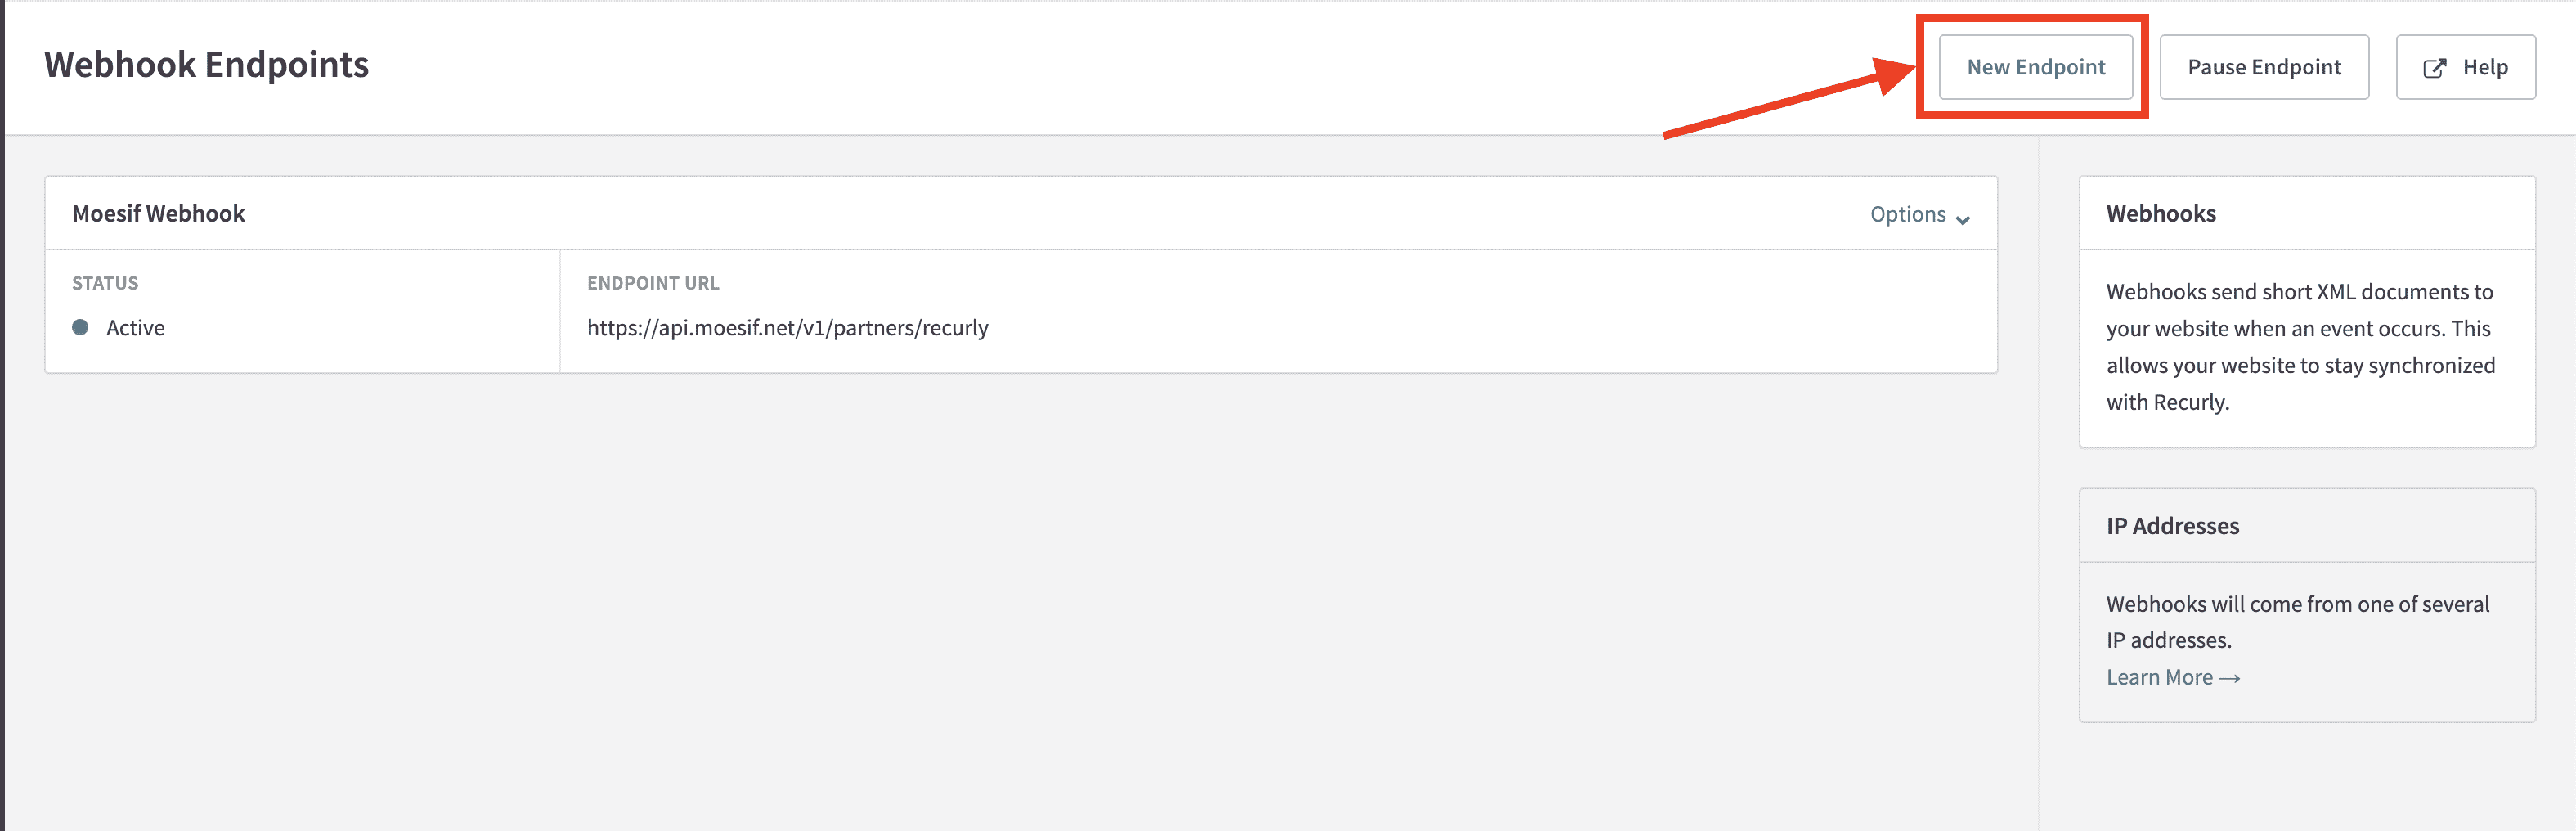 Webhook Endpoints
New Endpoint
Pause Endpoint
Help
Moesif Webhook
Options
STATUS
ENDPOINT URL
Active
https://api.moesif.net/v1/partners/recurly
Webhooks
Webhooks send short XML documents to
your website when an event occurs. This
allows your website to stay synchronized
with Recurly.
IP Addresses
Webhooks will come from one of several
IP addresses.
Learn More →